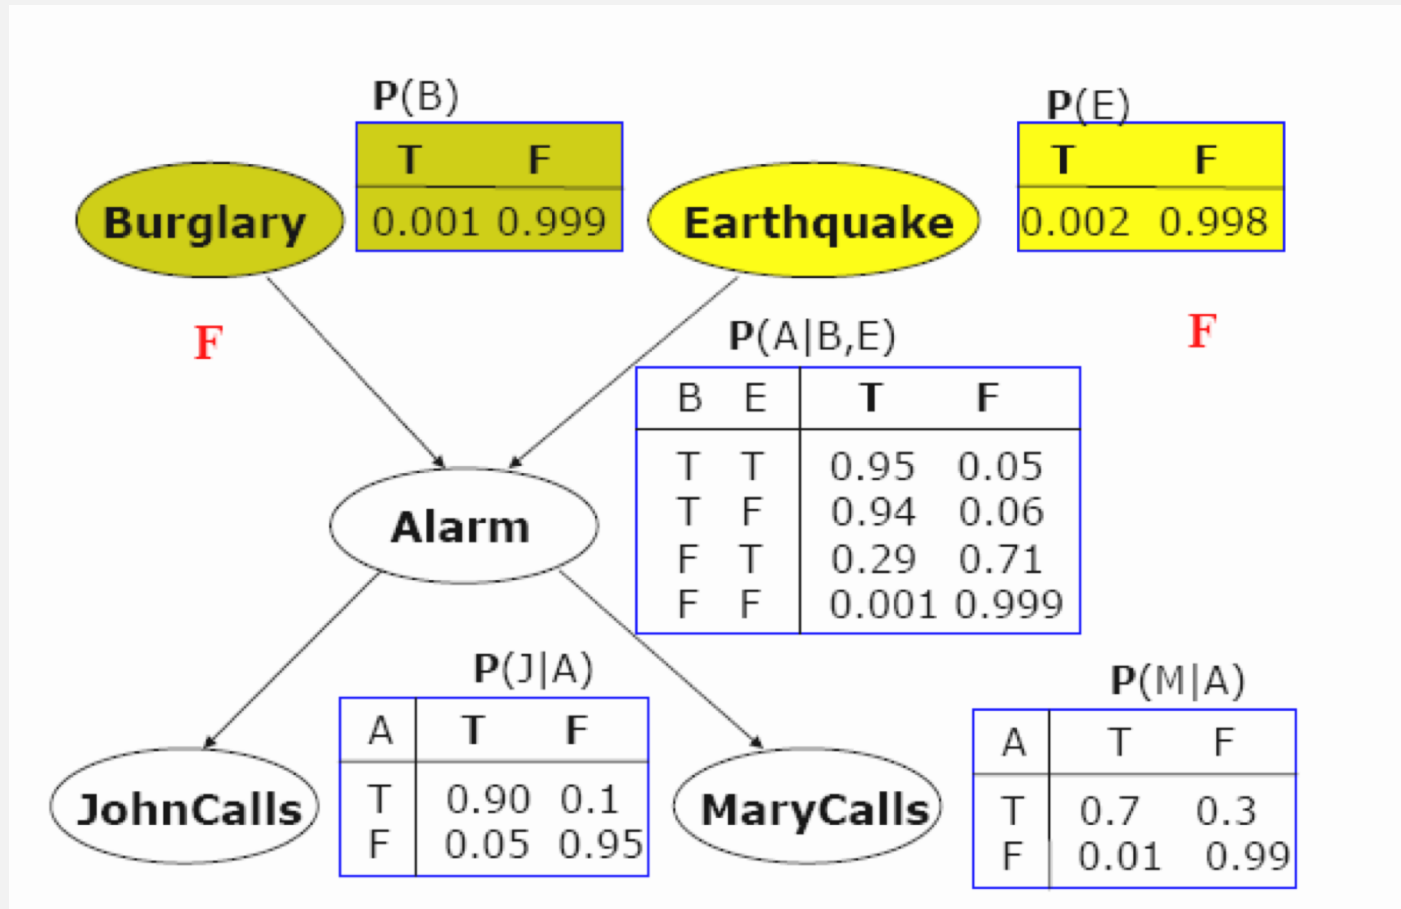 P(B)
T F
0.001 0.999
Burglary
P(E)
T F
0.002 0.998
Earthquake
F
F
P(A|B,E)
B E T F
T T 0.95 0.05
T F 0.94 0.06
F T 0.29 0.71
F F 0.001 0.999
Alarm
P(J|A)
A T F
T 0.90 0.1
F 0.05 0.95
JohnCalls
P(M|A)
A T F
T 0.7 0.3
F 0.01 0.99
MaryCalls